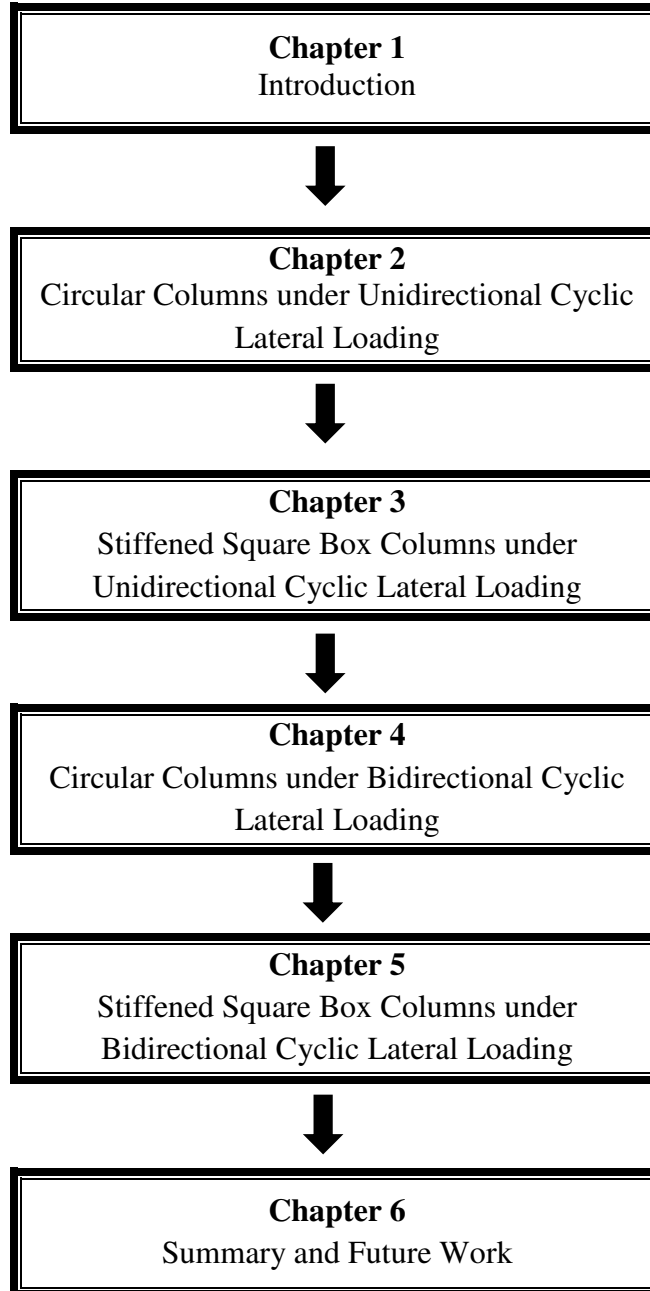 Chapter 1
Introduction
Chapter 2
Circular Columns under Unidirectional Cyclic
Lateral Loading
Chapter 3
Stiffened Square Box Columns under
Unidirectional Cyclic Lateral Loading
Chapter 4
Circular Columns under Bidirectional Cyclic
Lateral Loading
Chapter 5
Stiffened Square Box Columns under
Bidirectional Cyclic Lateral Loading
Chapter 6
Summary and Future Work